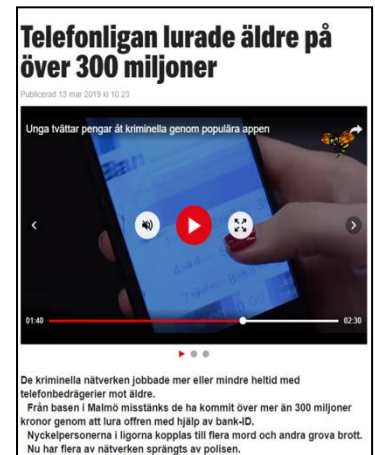 Telefonligan lurade äldre på
över 300 miljoner
Publicerad 13 mar 2019 kl 10.23
Unga tvättar pengar åt kriminella genom populära appen
01:40
02:30
De kriminella nätverken jobbade mer eller mindre heltid med
telefonbedrägerier mot äldre.
Från basen i Malmö misstänks de ha kommit över mer än 300 miljoner
kronor genom att lura offren med hjälp av bank-ID.
Nyckelpersonerna i ligorna kopplas till flera mord och andra grova brott.
Nu har flera av nätverken sprängts av polisen.